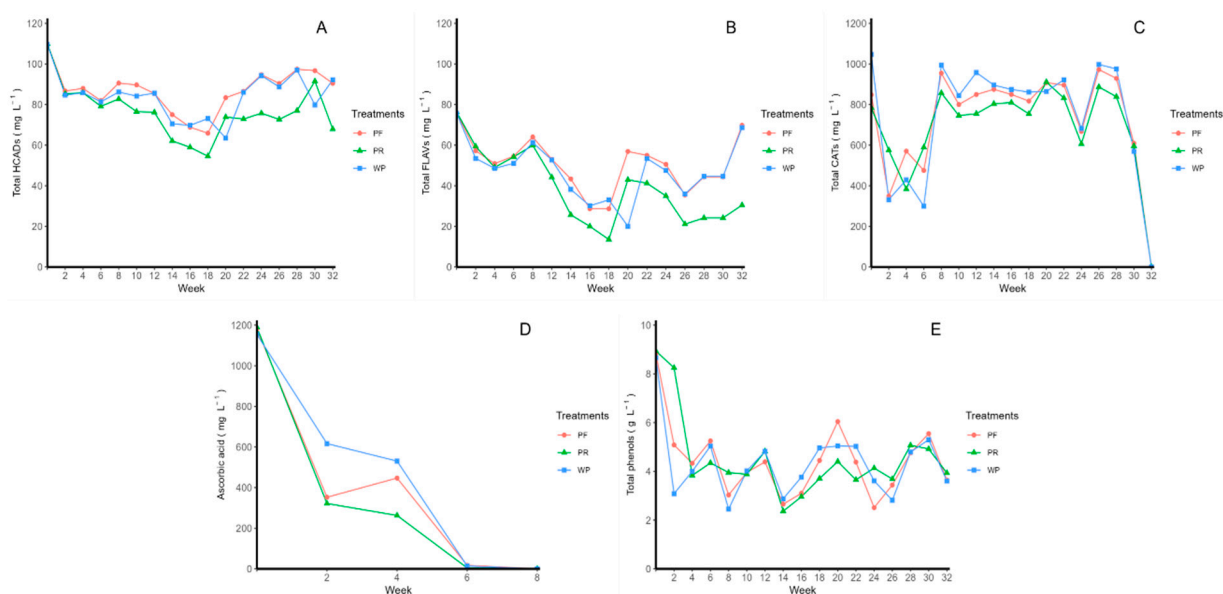 A
Total HCADs ( mg L⁻¹ )
120
100
80
60
40
20
0
2 4 6 8 10 12 14 16 18 20 22 24 26 28 30 32
Week
Treatments
PF
PR
WP
B
Total FLAVs ( mg L⁻¹ )
120
100
80
60
40
20
0
2 4 6 8 10 12 14 16 18 20 22 24 26 28 30 32
Week
Treatments
PF
PR
WP
C
Total CATs ( mg L⁻¹ )
1200
1000
800
600
400
200
0
2 4 6 8 10 12 14 16 18 20 22 24 26 28 30 32
Week
Treatments
PF
PR
WP
D
Ascorbic acid ( mg L⁻¹ )
1200
1000
800
600
400
200
0
2 4 6 8
Week
Treatments
PF
PR
WP
E
Total phenols ( g L⁻¹ )
10
8
6
4
2
0
2 4 6 8 10 12 14 16 18 20 22 24 26 28 30 32
Week
Treatments
PF
PR
WP